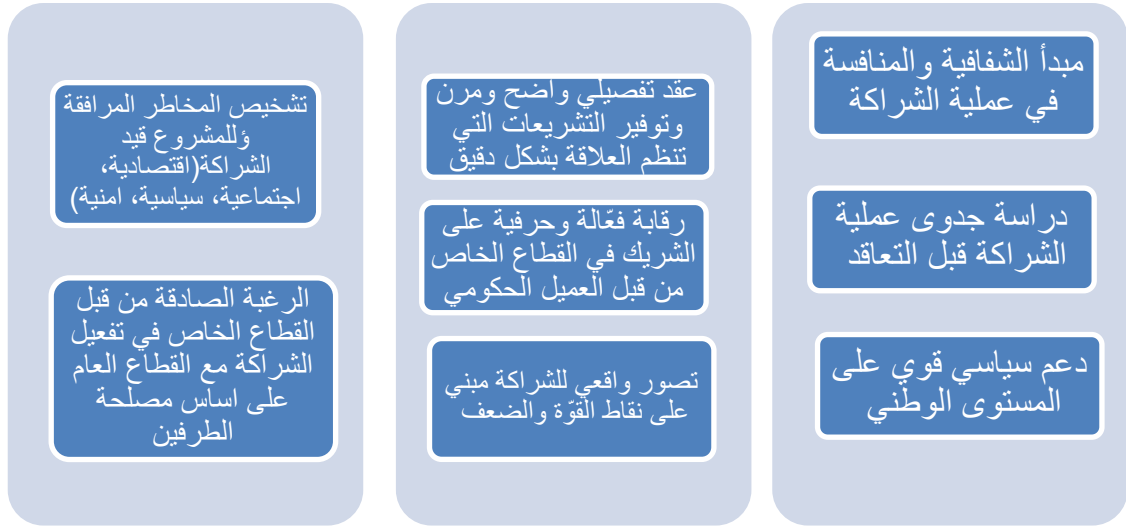 مبدأ الشفافية والمنافسة
في عملية الشراكة
دراسة جدوى عملية
الشراكة قبل التعاقد
دعم سياسي قوي على
المستوى الوطني
عقد تفصيلي واضح ومرن
وتوفير التشريعات التي
تنظم العلاقة بشكل دقيق
رقابة فعّالة وحرفية على
الشريك في القطاع الخاص
من قبل العميل الحكومي
تصور واقعي للشراكة مبني
على نقاط القوّة والضعف
تشخيص المخاطر المرافقة
وُللمشروع قيد
الشراكة(اقتصادية،
اجتماعية، سياسية، امنية)
الرغبة الصادقة من قبل
القطاع الخاص في تفعيل
الشراكة مع القطاع العام
على اساس مصلحة
الطرفين